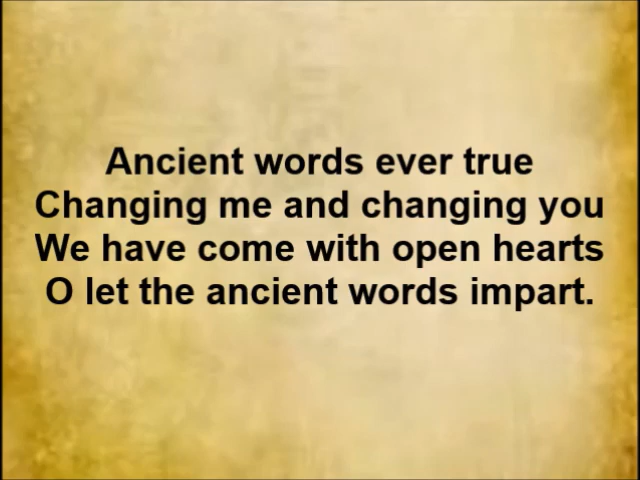 Ancient words ever true
Changing me and changing you
We have come with open hearts
O let the ancient words impart.